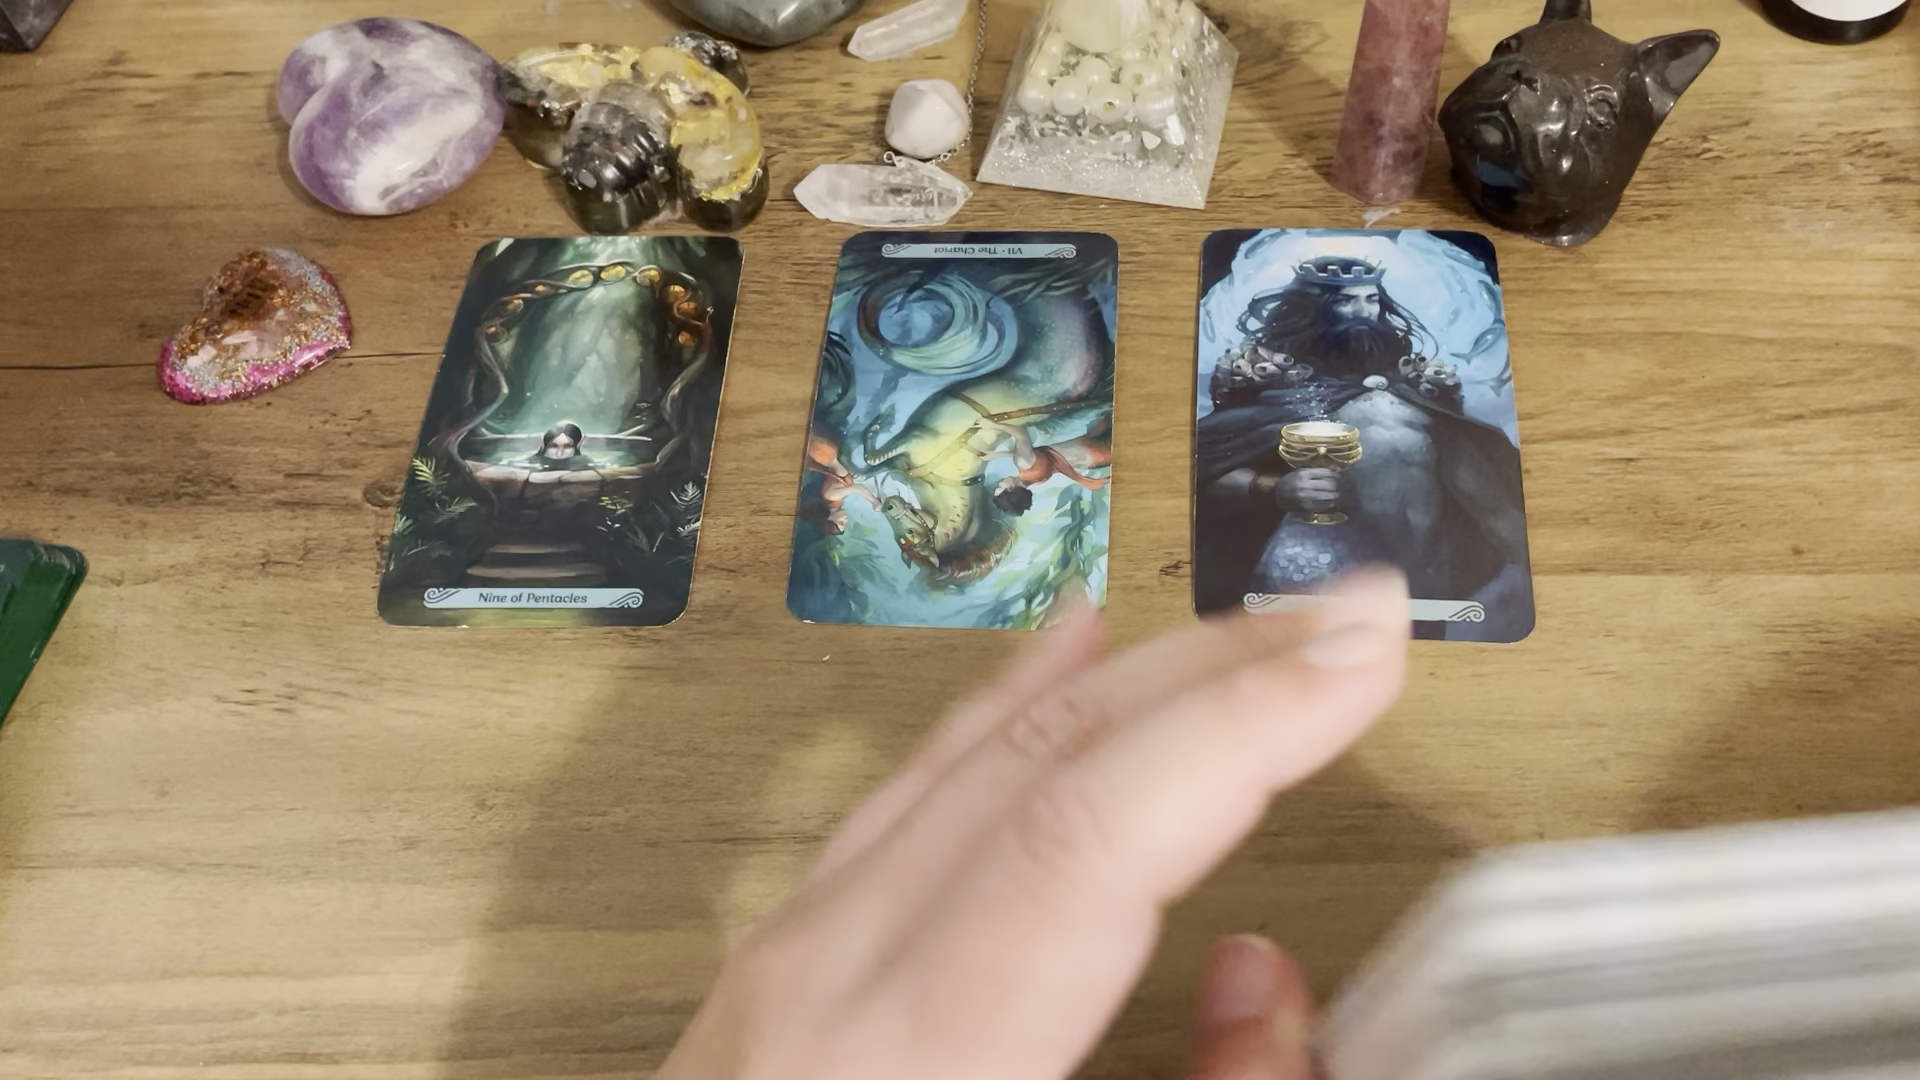 VII · The Chariot
Nine of Pentacles